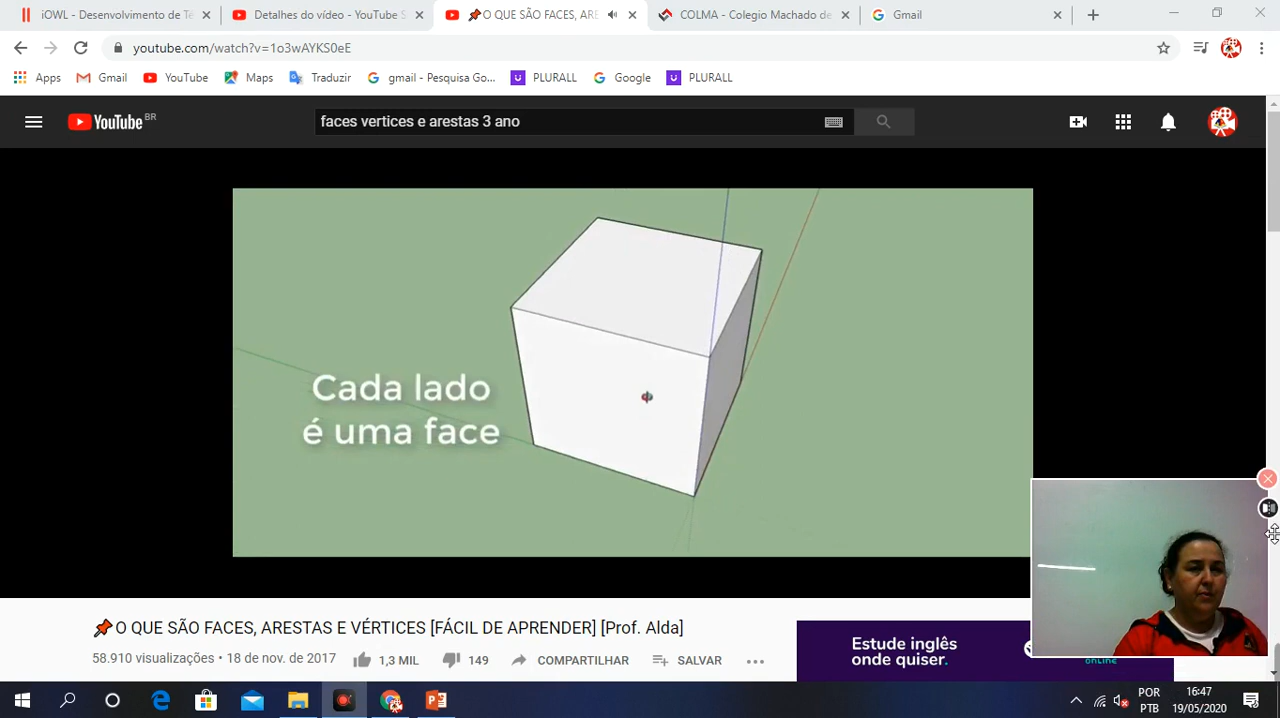 iOWL - Desenvolvimento de Te
Detalhes do vídeo - YouTube S
📌O QUE SÃO FACES, ARE
COLMA - Colegio Machado de
Gmail
youtube.com/watch?v=1o3wAYKS0eE
Apps
Gmail
YouTube
Maps
Traduzir
gmail - Pesquisa Go...
PLURALL
Google
PLURALL
YouTube BR
faces vertices e arestas 3 ano
Cada lado
é uma face
📌O QUE SÃO FACES, ARESTAS E VÉRTICES [FÁCIL DE APRENDER] [Prof. Alda]
58.910 visualizações • 18 de nov. de 2017
1,3 MIL
149
COMPARTILHAR
SALVAR
Estude inglês
onde quiser.
ONLINE
POR
PTB
16:47
19/05/2020